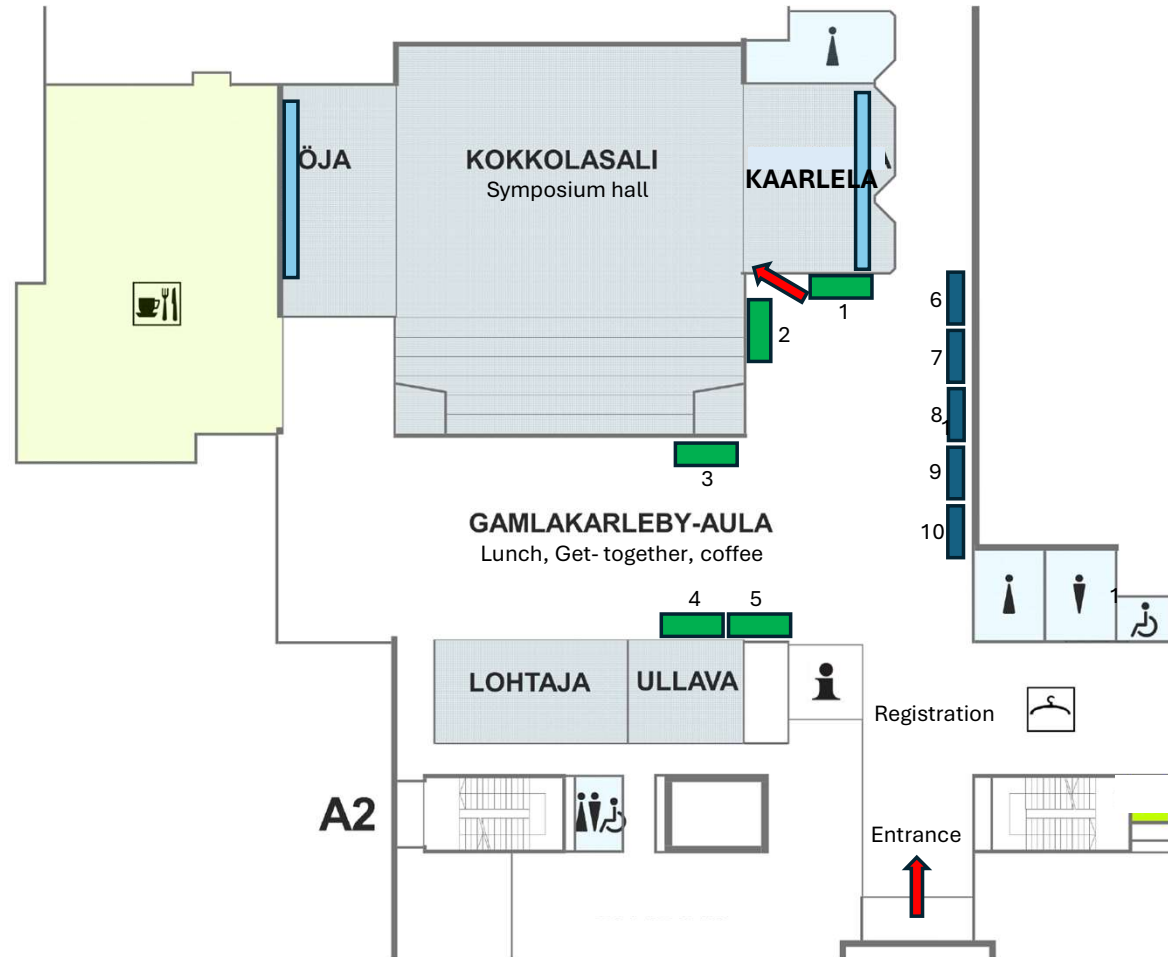 ÖJA
KOKKOLASALI
Symposium hall
KAARLELA
A
1
2
3
6
7
8
1
9
10
GAMLAKARLEBY-AULA
Lunch, Get- together, coffee
4
5
1
LOHTAJA
ULLAVA
i
Registration
A2
Entrance